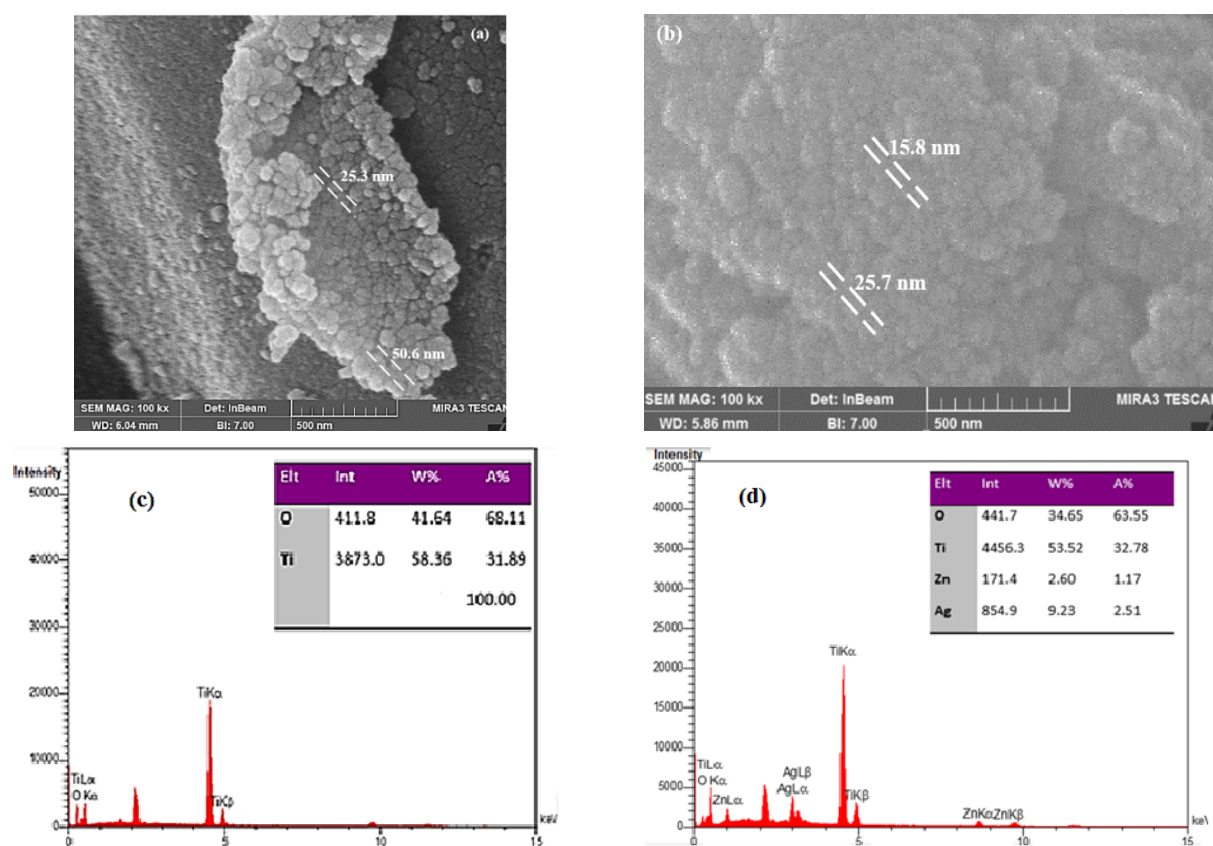 (a)
25.3 nm
50.6 nm
SEM MAG: 100 kx Det: InBeam MIRA3 TESCAN
WD: 6.04 mm BI: 7.00 500 nm
(b)
15.8 nm
25.7 nm
SEM MAG: 100 kx Det: InBeam MIRA3 TESCAN
WD: 5.86 mm BI: 7.00 500 nm
Intensity
(c)
Elt Int W% A%
O 411.8 41.64 68.11
Ti 3873.0 58.36 31.89
100.00
50000
40000
30000
20000
10000
0
TiKα
TiLα
O Kα
TiKβ
0 5 10 15
keV
Intensity
(d)
Elt Int W% A%
O 441.7 34.65 63.55
Ti 4456.3 53.52 32.78
Zn 171.4 2.60 1.17
Ag 854.9 9.23 2.51
45000
40000
35000
30000
25000
20000
15000
10000
5000
0
TiKα
TiLα
O Kα
ZnLα
AgLβ
AgLα
TiKβ
ZnKα ZnKβ
0 5 10 15
keV